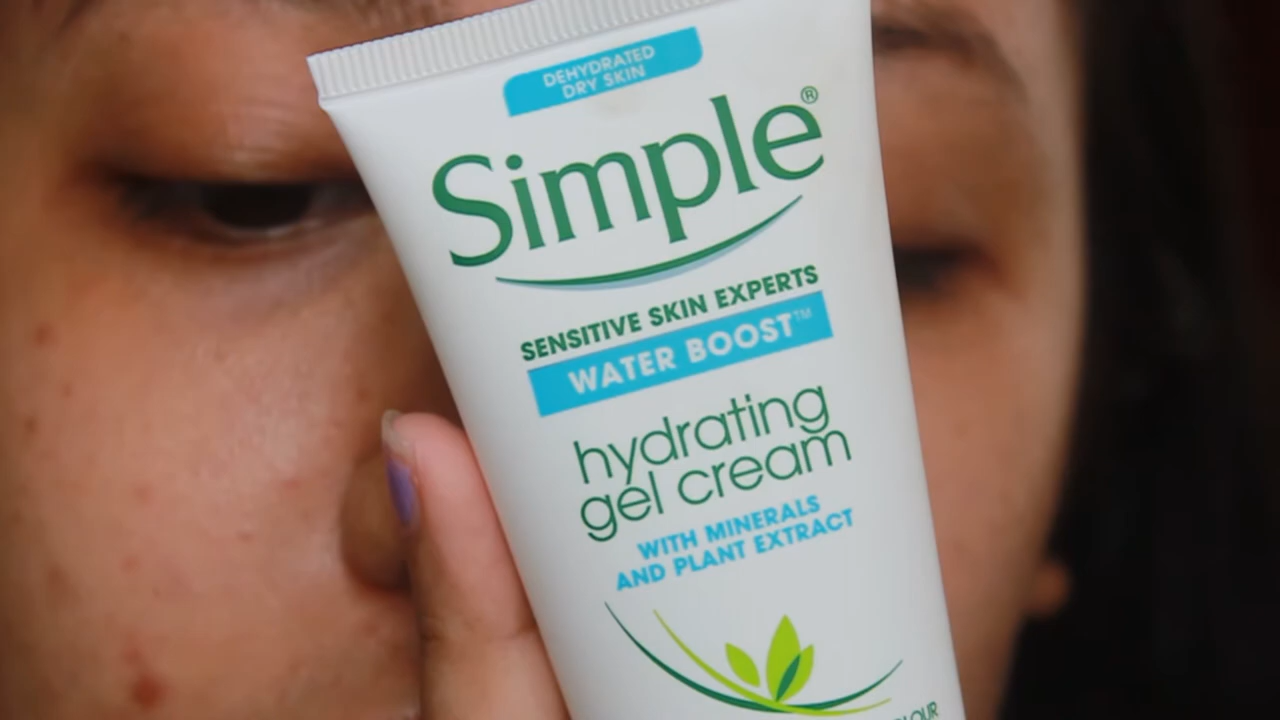 DEHYDRATED
DRY SKIN
Simple®
SENSITIVE SKIN EXPERTS
WATER BOOST™
hydrating
gel cream
WITH MINERALS
AND PLANT EXTRACT